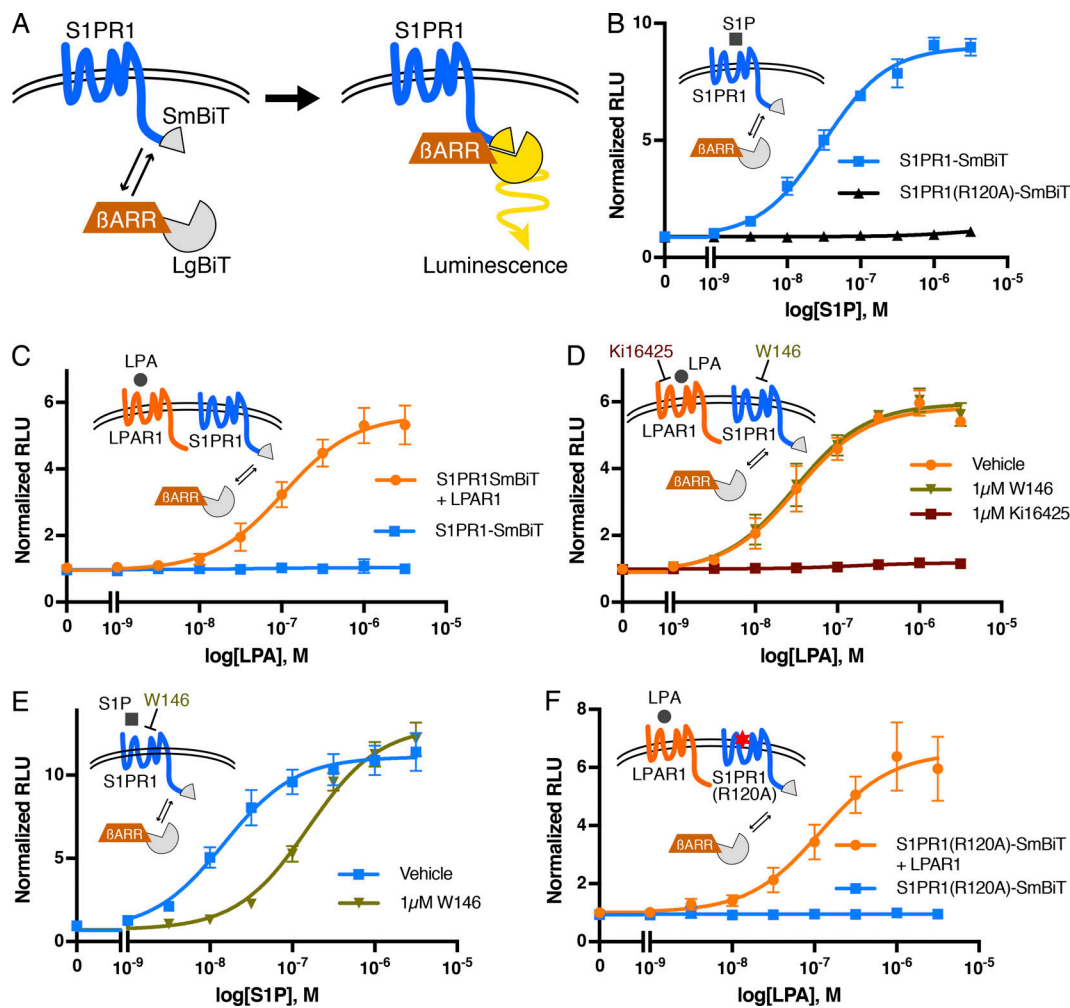 A
S1PR1
S1PR1
SmBiT
ßARR
ßARR
LgBiT
Luminescence
B
S1P
S1PR1
ßARR
Normalized RLU
10
5
0
0
10-9
10-8
10-7
10-6
10-5
log[S1P], M
S1PR1-SmBiT
S1PR1(R120A)-SmBiT
C
LPA
LPAR1
S1PR1
ßARR
Normalized RLU
6
4
2
0
0
10-9
10-8
10-7
10-6
10-5
log[LPA], M
S1PR1SmBiT
+ LPAR1
S1PR1-SmBiT
D
Ki16425
LPA
W146
LPAR1
S1PR1
ßARR
Normalized RLU
6
4
2
0
0
10-9
10-8
10-7
10-6
10-5
log[LPA], M
Vehicle
1µM W146
1µM Ki16425
E
S1P
W146
S1PR1
ßARR
Normalized RLU
10
5
0
0
10-9
10-8
10-7
10-6
10-5
log[S1P], M
Vehicle
1µM W146
F
LPA
LPAR1
S1PR1
(R120A)
ßARR
Normalized RLU
8
6
4
2
0
0
10-9
10-8
10-7
10-6
10-5
log[LPA], M
S1PR1(R120A)-SmBiT
+ LPAR1
S1PR1(R120A)-SmBiT